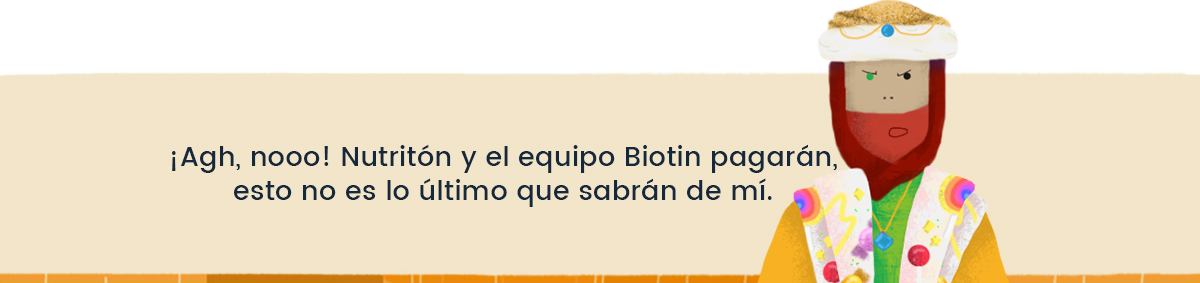 ¡Agh, nooo! Nutritón y el equipo Biotin pagarán,
esto no es lo último que sabrán de mí.